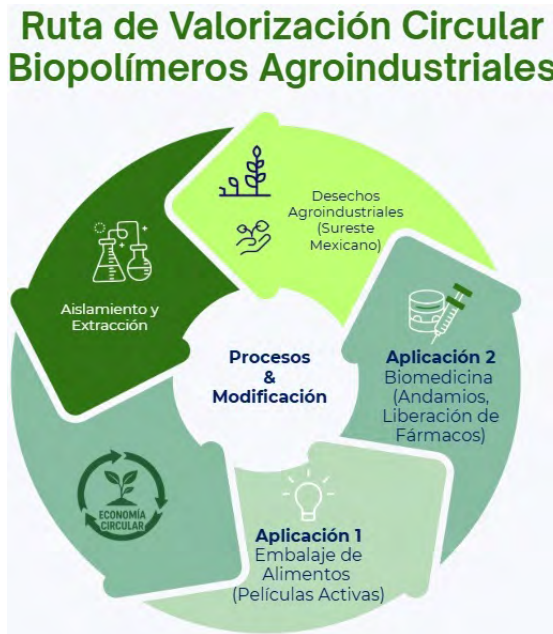 Ruta de Valorización Circular
Biopolímeros Agroindustriales
Desechos
Agroindustriales
(Sureste
Mexicano)
Aislamiento y
Extracción
Procesos
&
Modificación
Aplicación 2
Biomedicina
(Andamios,
Liberación de
Fármacos)
ECONOMÍA
CIRCULAR
Aplicación 1
Embalaje de
Alimentos
(Películas Activas)